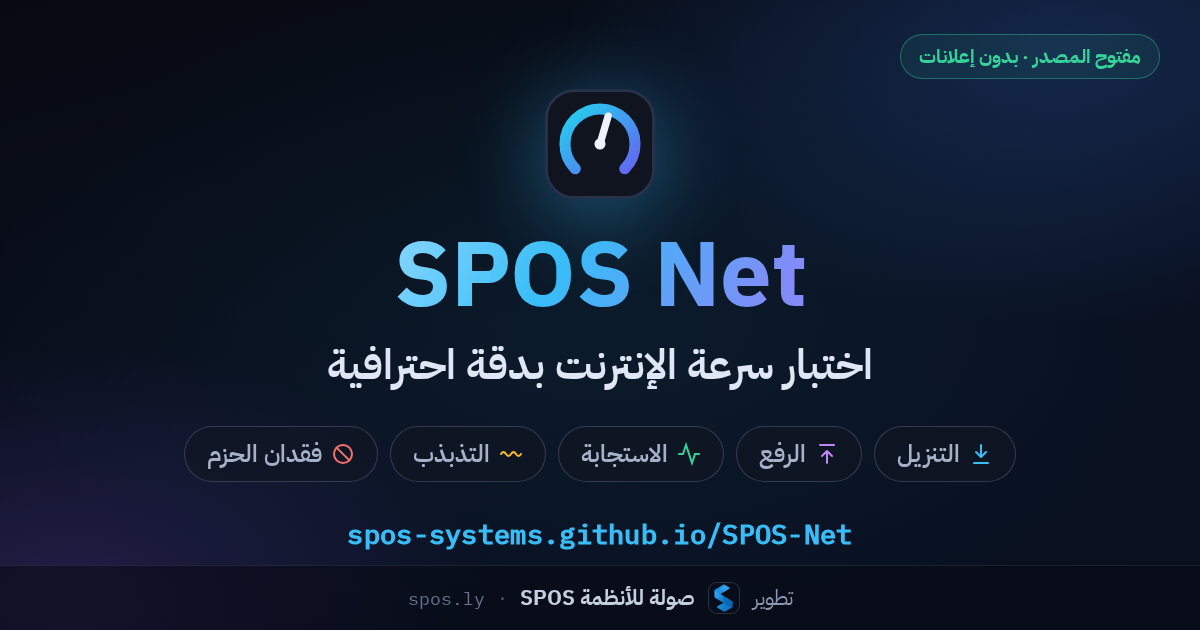 مفتوح المصدر · بدون إعلانات
SPOS Net
اختبار سرعة الإنترنت بدقة احترافية
التنزيل الرفع الاستجابة التذبذب فقدان الحزم
spos-systems.github.io/SPOS-Net
تطوير صولة للأنظمة SPOS · spos.ly